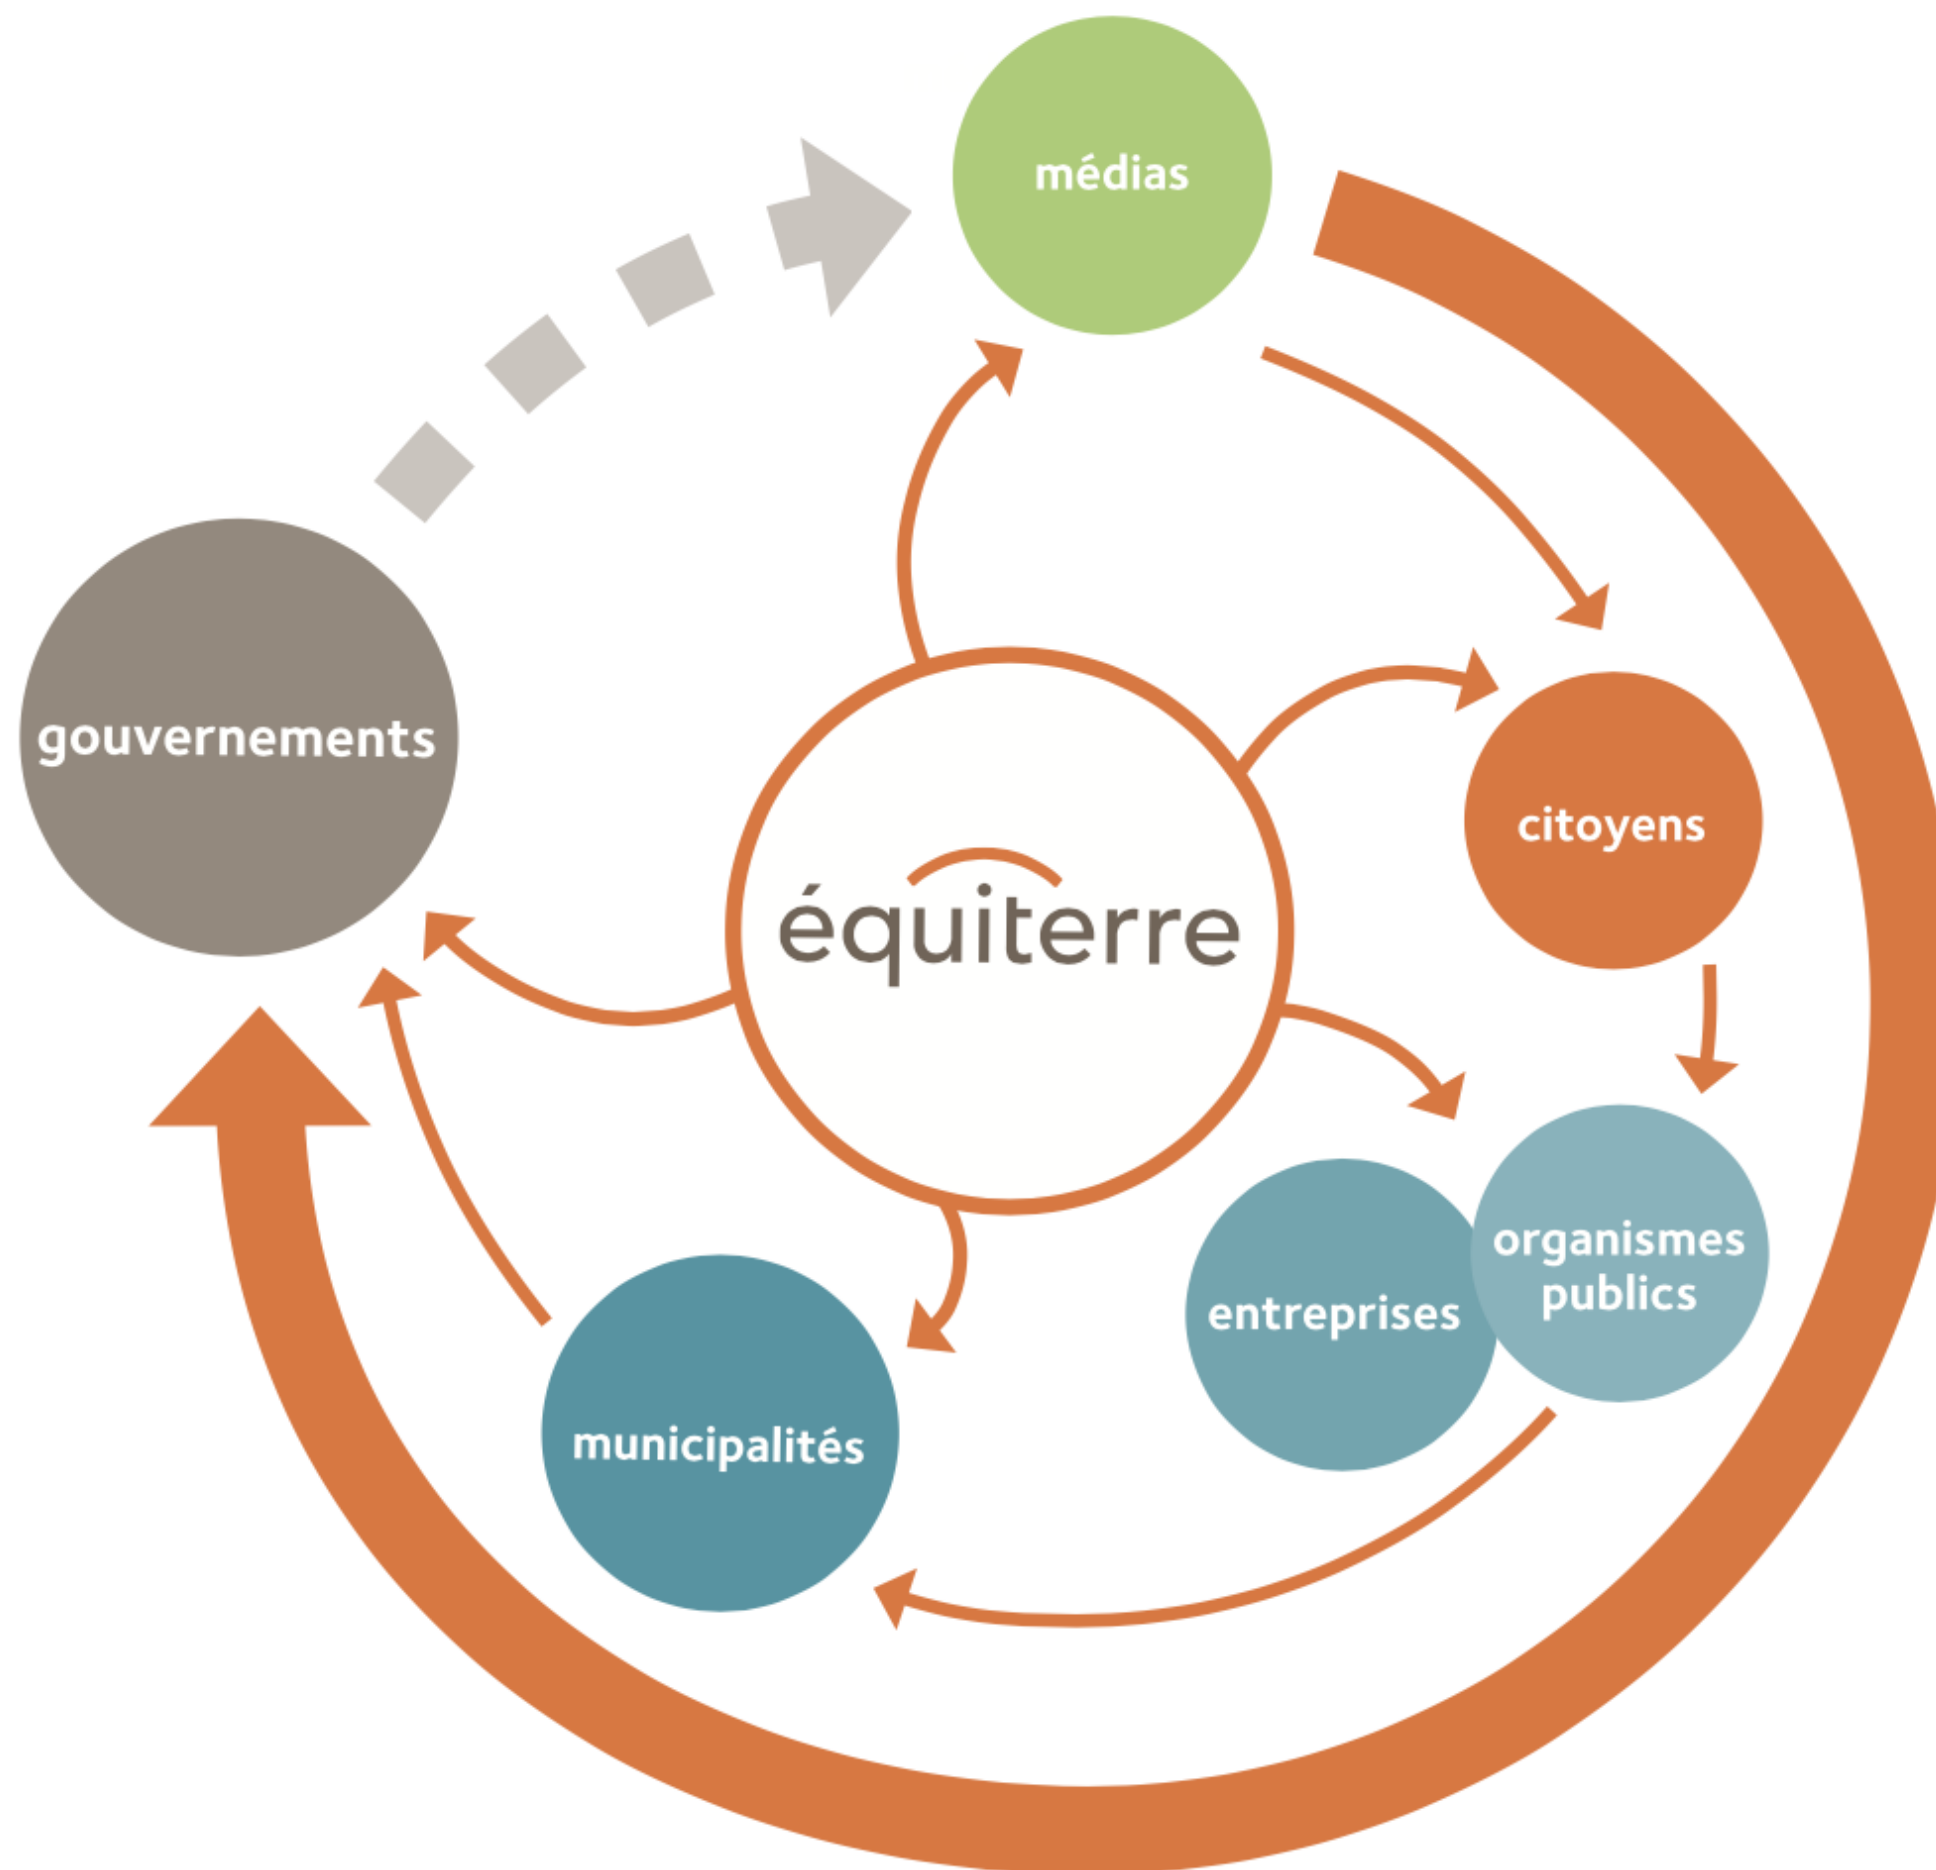 médias
gouvernements
citoyens
équiterre
organismes
publics
entreprises
municipalités